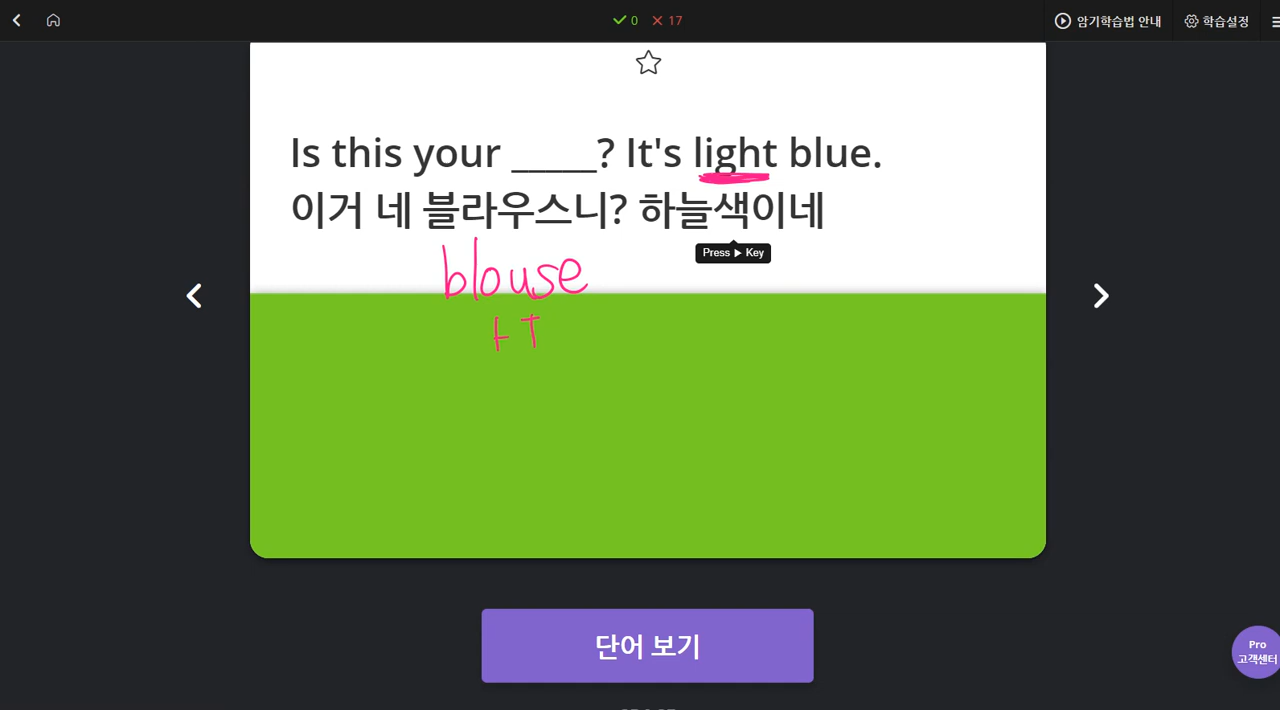 0 17 암기학습법 안내 학습설정
Is this your _____? It's light blue.
이거 네 블라우스니? 하늘색이네
Press ▶ Key
blouse
ㅏㅜ
단어 보기
Pro
고객센터